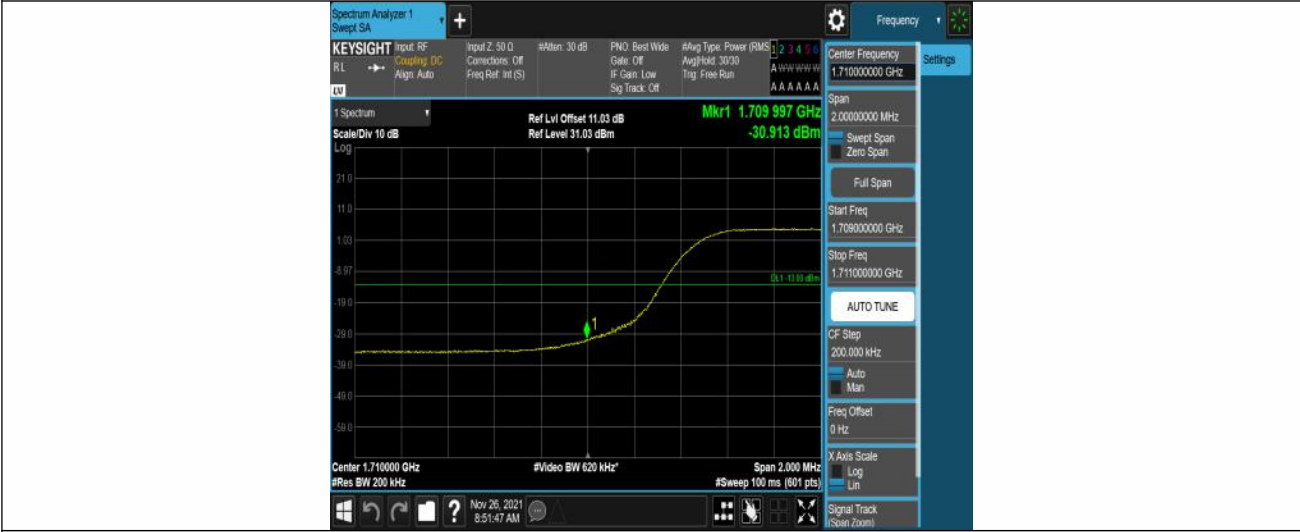 Spectrum Analyzer 1
Swept SA
+
Frequency
KEYSIGHT
RL
LXI
Input: RF
Coupling: DC
Align: Auto
Input Z: 50 Ω
Corrections: Off
Freq Ref: Int (S)
#Atten: 30 dB
PNO: Best Wide
Gate: Off
IF Gain: Low
Sig Track: Off
#Avg Type: Power (RMS
Avg|Hold: 30/30
Trig: Free Run
1 2 3 4 5 6
A W W W W W
A A A A A A
1 Spectrum
Scale/Div 10 dB
Log
Ref Lvl Offset 11.03 dB
Ref Level 31.03 dBm
Mkr1 1.709 997 GHz
-30.913 dBm
21.0
11.0
1.03
-8.97
-19.0
-29.0
-39.0
-49.0
-59.0
1
Center 1.710000 GHz
#Res BW 200 kHz
#Video BW 620 kHz*
Span 2.000 MHz
#Sweep 100 ms (601 pts)
?
Nov 26, 2021
8:51:47 AM
Center Frequency
1.710000000 GHz
Settings
Span
2.00000000 MHz
Swept Span
Zero Span
Full Span
Start Freq
1.709000000 GHz
Stop Freq
1.711000000 GHz
AUTO TUNE
CF Step
200.000 kHz
Auto
Man
Freq Offset
0 Hz
X Axis Scale
Log
Lin
Signal Track
(Span Zoom)